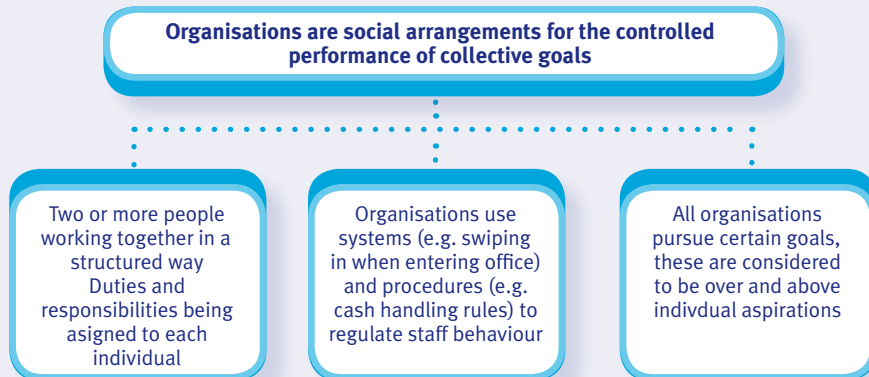 Organisations are social arrangements for the controlled
performance of collective goals
Two or more people
working together in a
structured way
Duties and
responsibilities being
asigned to each
individual
Organisations use
systems (e.g. swiping
in when entering office)
and procedures (e.g.
cash handling rules) to
regulate staff behaviour
All organisations
pursue certain goals,
these are considered
to be over and above
indivdual aspirations